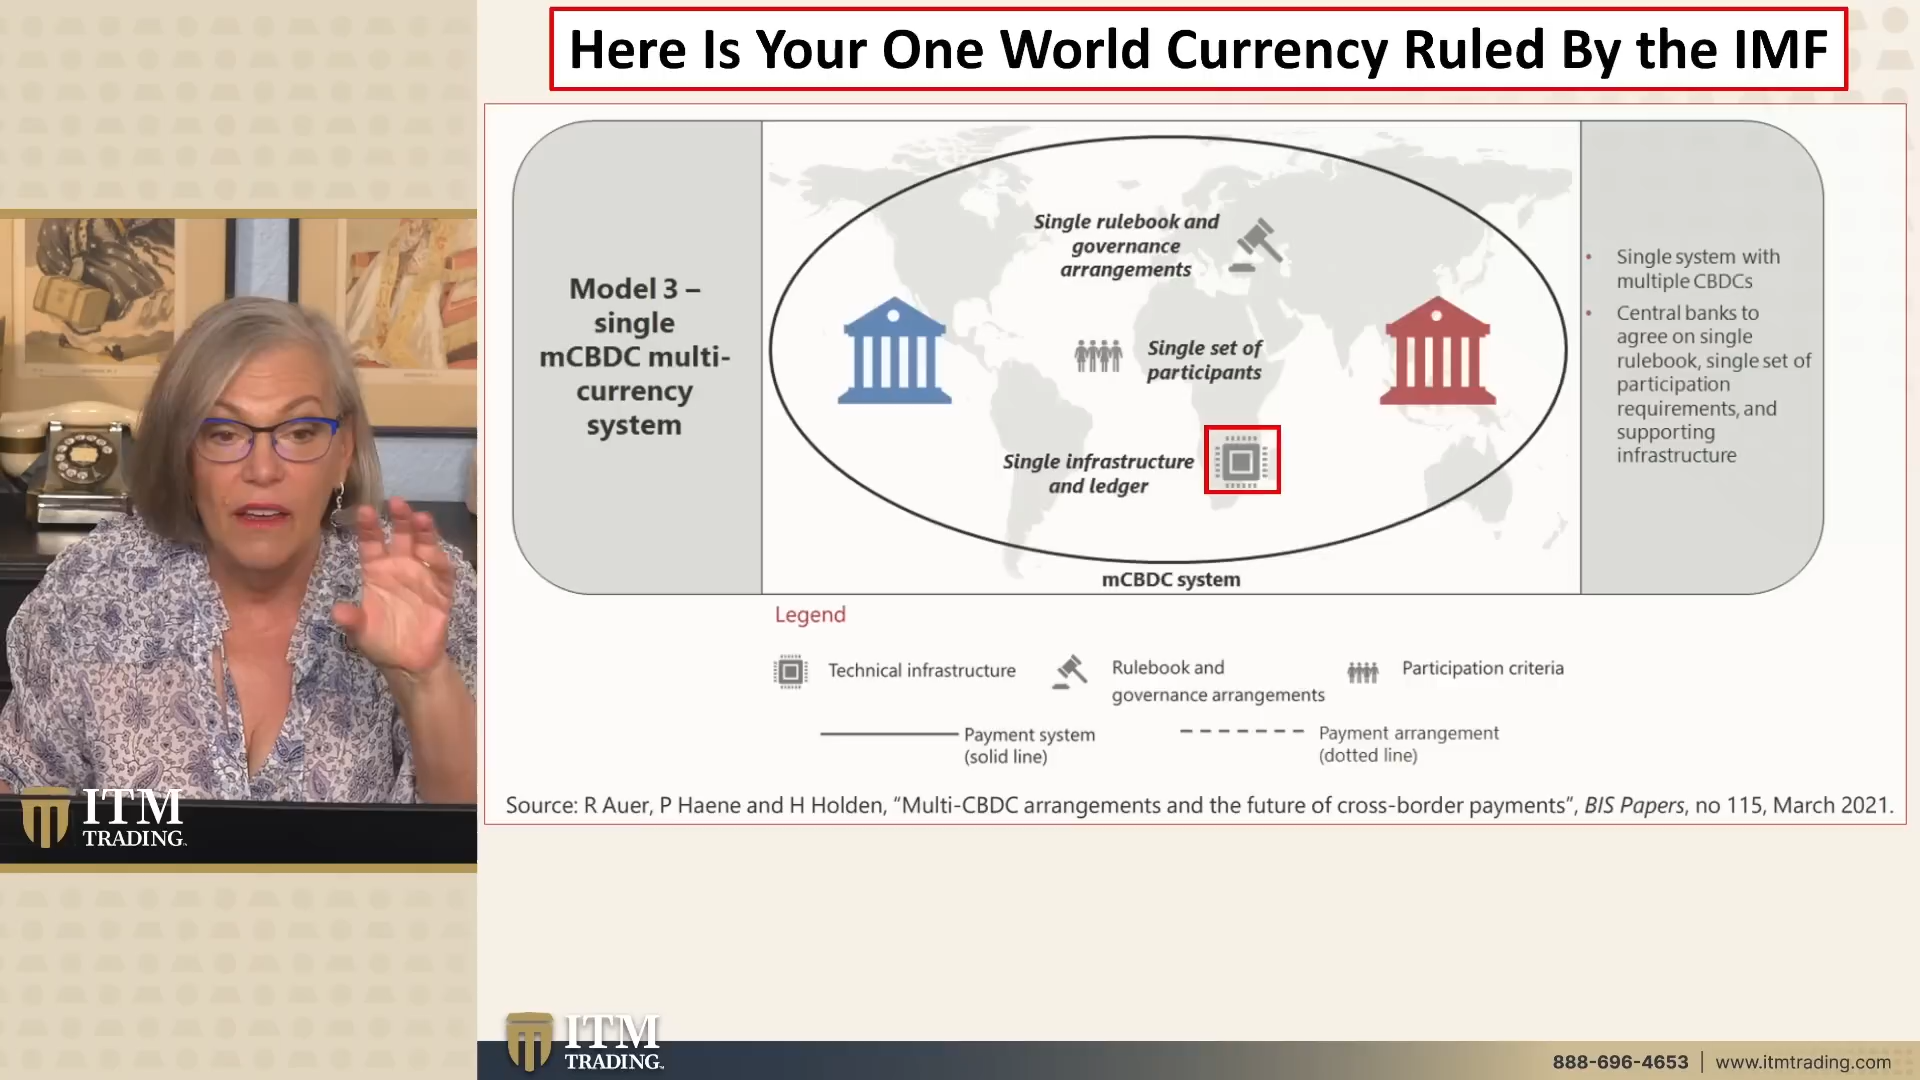 Here Is Your One World Currency Ruled By the IMF
Model 3 –
single
mCBDC multi-
currency
system
Single rulebook and
governance
arrangements
Single set of
participants
Single infrastructure
and ledger
mCBDC system
• Single system with
multiple CBDCs
• Central banks to
agree on single
rulebook, single set of
participation
requirements, and
supporting
infrastructure
Legend
Technical infrastructure
Rulebook and
governance arrangements
Participation criteria
Payment system
(solid line)
Payment arrangement
(dotted line)
Source: R Auer, P Haene and H Holden, “Multi-CBDC arrangements and the future of cross-border payments”, BIS Papers, no 115, March 2021.
ITM
TRADING
ITM
TRADING
888-696-4653 | www.itmtrading.com